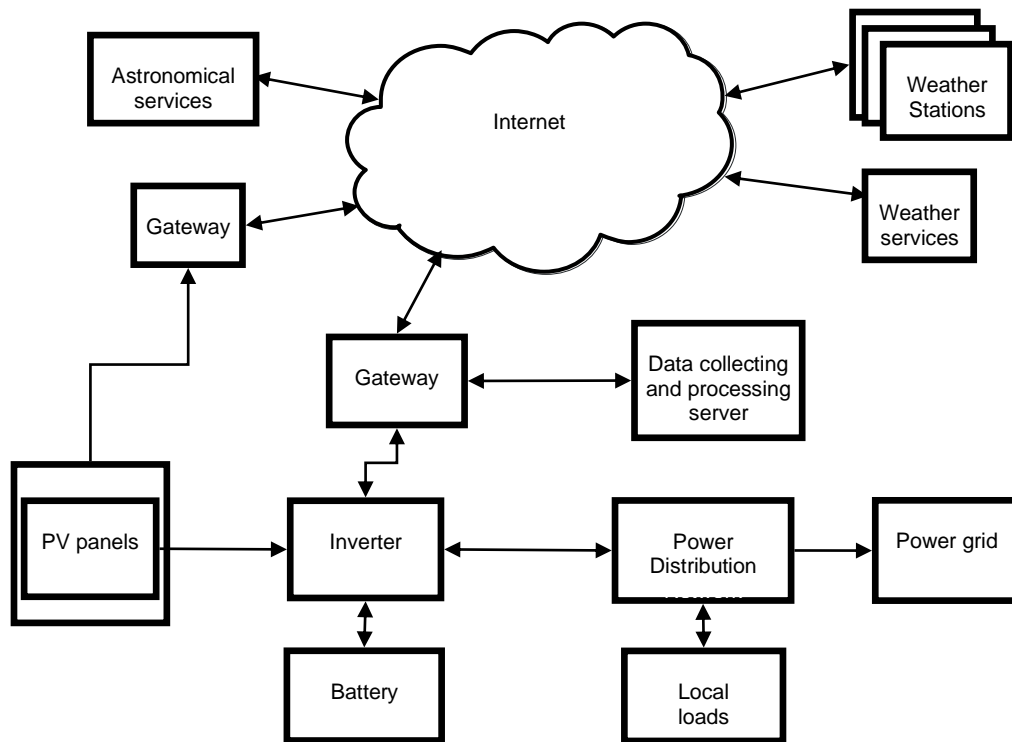 Astronomical
services
Internet
Weather
Stations
Gateway
Weather
services
Gateway
Data collecting
and processing
server
PV panels
Inverter
Power
Distribution
Power grid
Battery
Local
loads